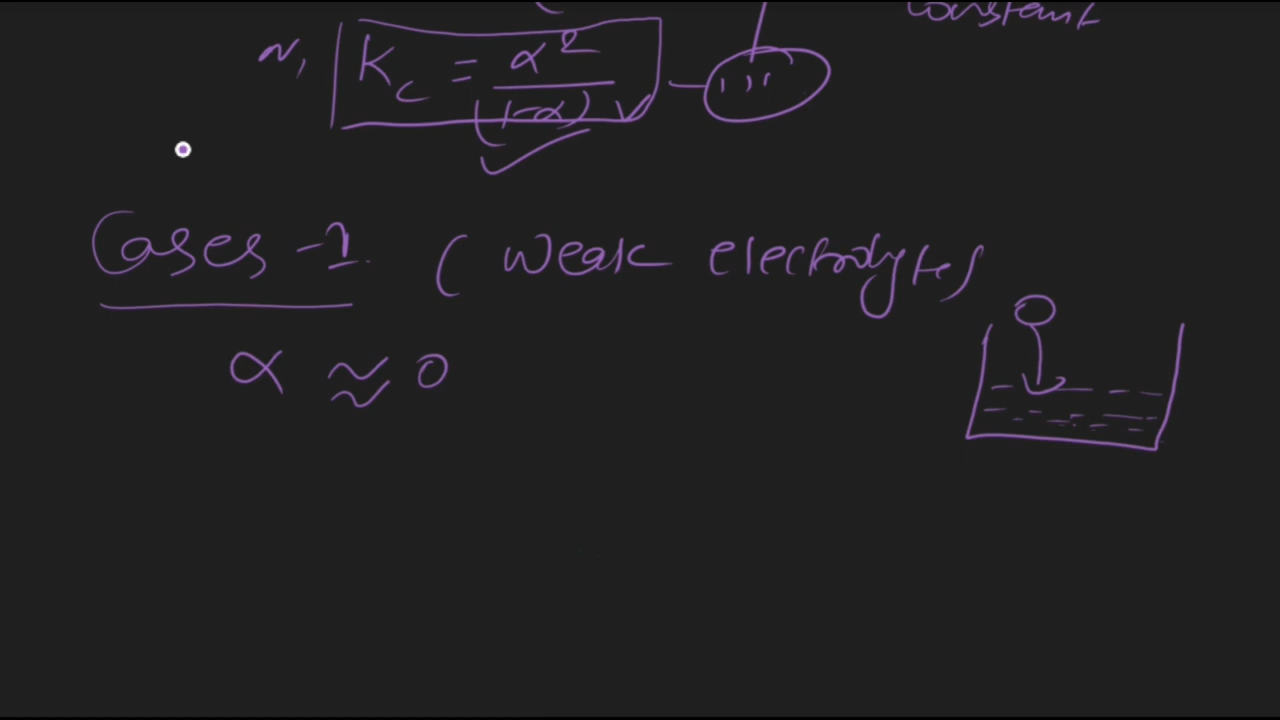 constant
~, Kc = α² / (1-α) v
Cases -1 (Weak electrolytes)
α ≈ 0